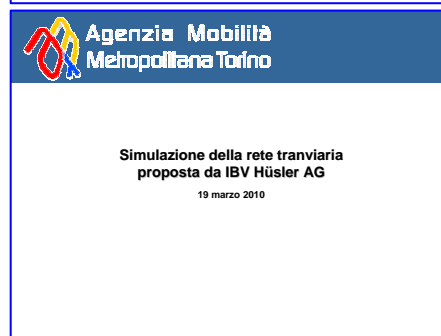 Agenzia Mobilità
Metropolitana Torino
Simulazione della rete tranviaria
proposta da IBV Hüsler AG
19 marzo 2010